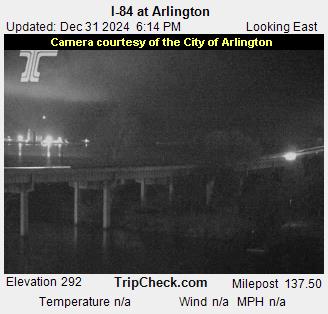 I-84 at Arlington
Updated: Dec 31 2024 6:14 PM Looking East
Camera courtesy of the City of Arlington
Elevation 292 TripCheck.com Milepost 137.50
Temperature n/a Wind n/a MPH n/a